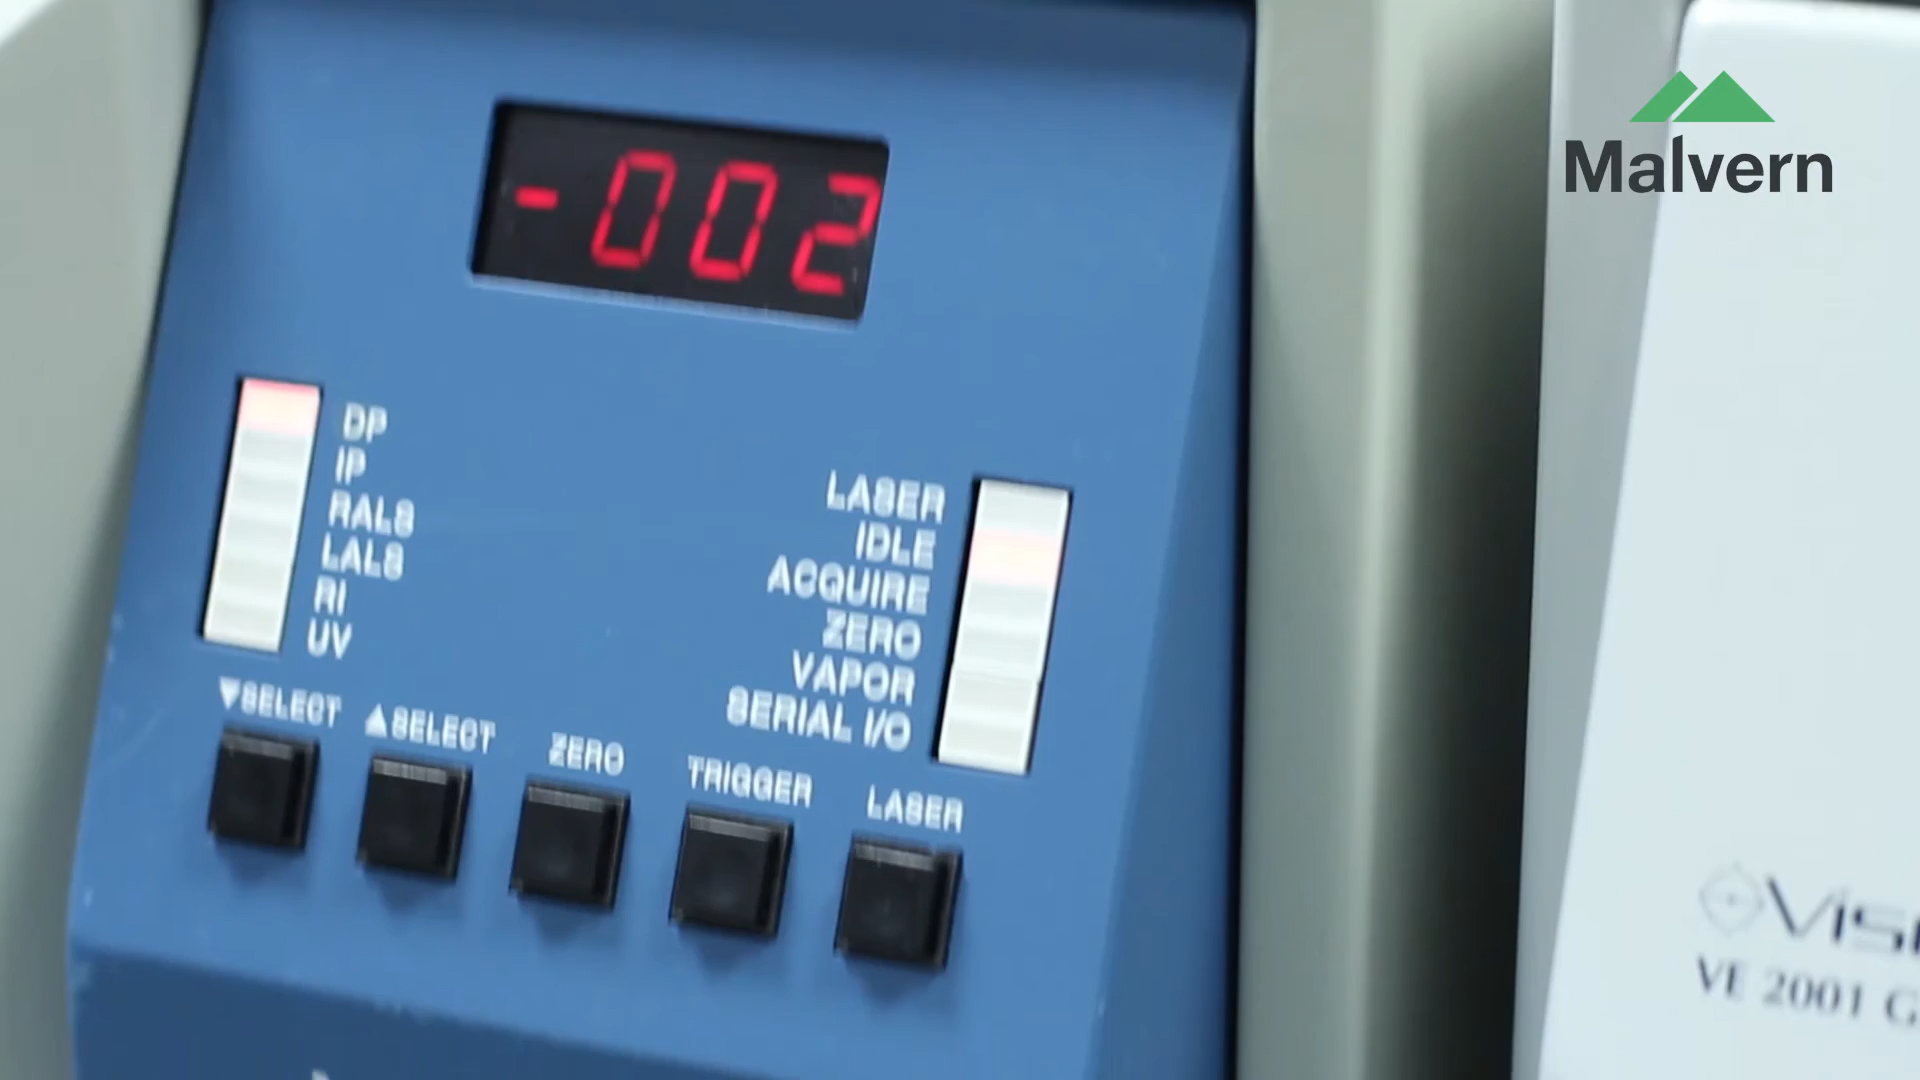 -002
Malvern
DP
IP
RALS
LALS
RI
UV
LASER
IDLE
ACQUIRE
ZERO
VAPOR
SERIAL I/O
▼SELECT
▲SELECT
ZERO
TRIGGER
LASER
VE 2001